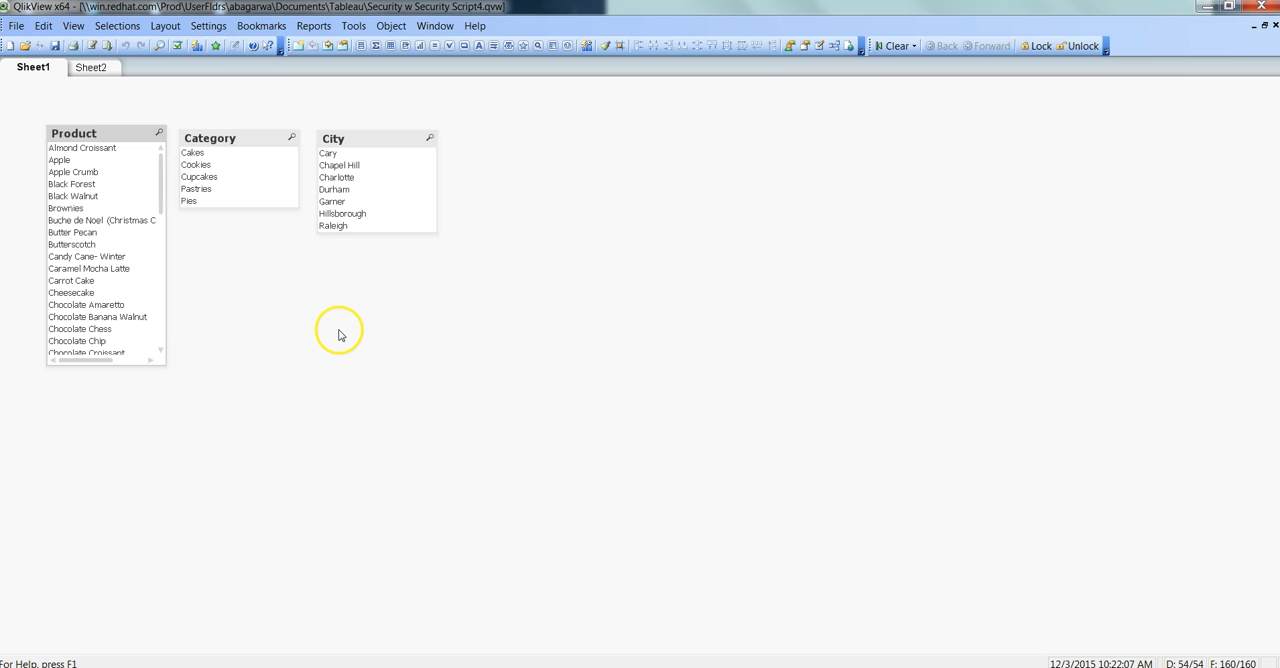 QlikView x64 - [\\win.redhat.com\Prod\UserFldrs\abagarwa\Documents\Tableau\Security w Security Script4.qvw]
File Edit View Selections Layout Settings Bookmarks Reports Tools Object Window Help
Clear Back Forward Lock Unlock
Sheet1 Sheet2
Product
Almond Croissant
Apple
Apple Crumb
Black Forest
Black Walnut
Brownies
Buche de Noel (Christmas C
Butter Pecan
Butterscotch
Candy Cane- Winter
Caramel Mocha Latte
Carrot Cake
Cheesecake
Chocolate Amaretto
Chocolate Banana Walnut
Chocolate Chess
Chocolate Chip
Chocolate Croissant
Category
Cakes
Cookies
Cupcakes
Pastries
Pies
City
Cary
Chapel Hill
Charlotte
Durham
Garner
Hillsborough
Raleigh
For Help, press F1
12/3/2015 10:22:07 AM D: 54/54 F: 160/160